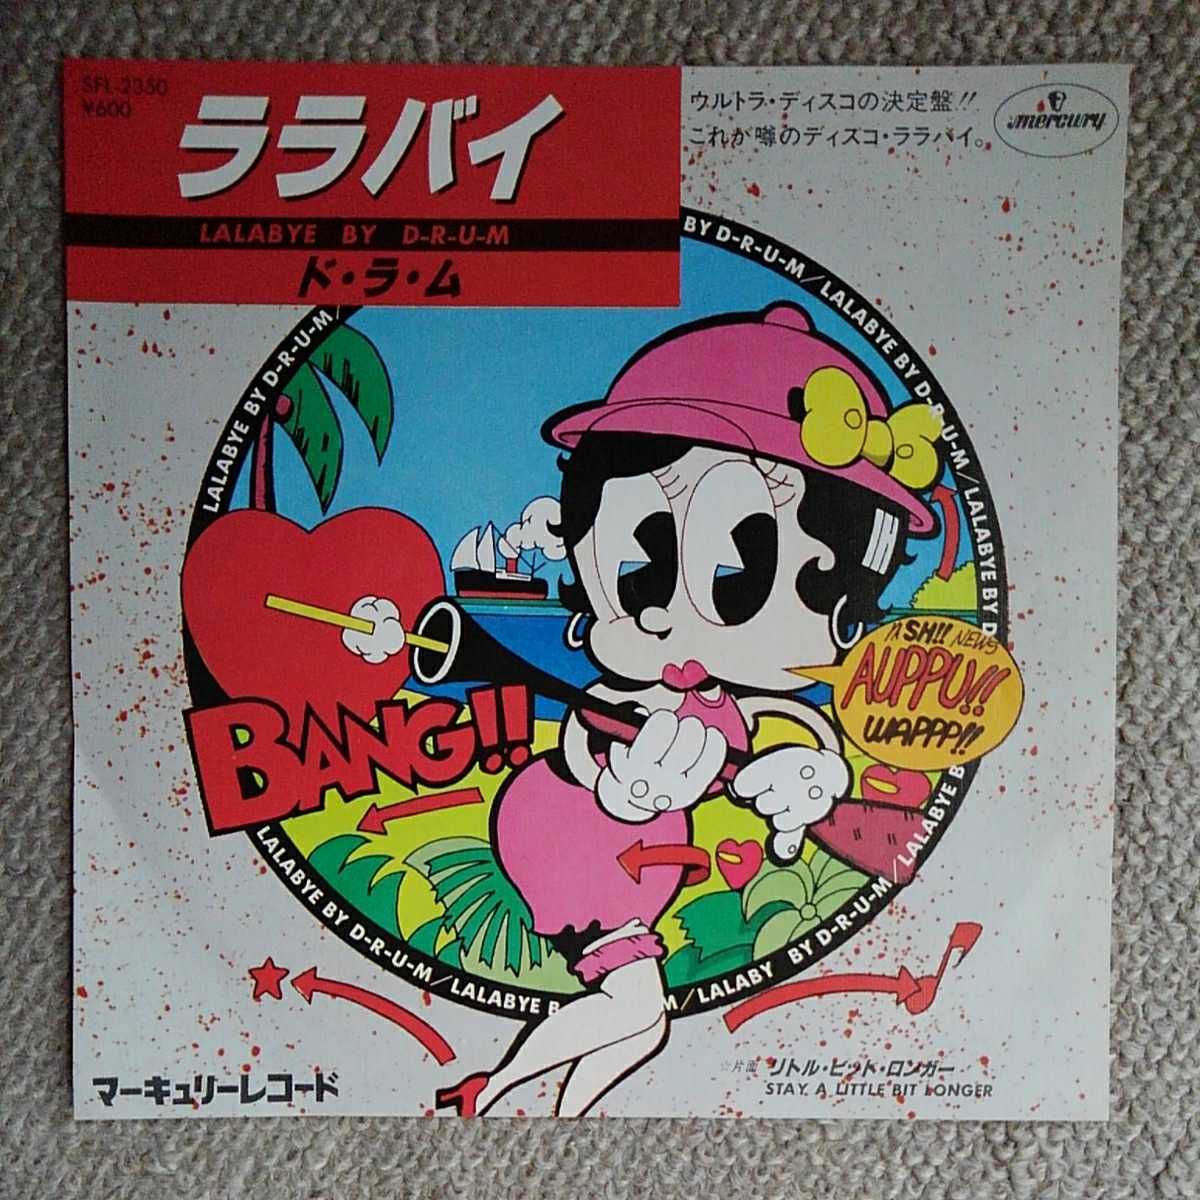 SFL-2350
¥600
ララバイ
LALABYE BY D-R-U-M
ド・ラ・ム
ウルトラ・ディスコの決定盤!!
これが噂のディスコ・ララバイ。
mercury
BY D-R-U-M/LALABYE BY D-R-U-M/LALABYE BY D
LALABYE BY D-R-U-M
SH!! NEWS
AUPPU!!
WAPPP!!
BANG!!
LALABYE BY D-R-U-M/LALABYE B
M/LALABY BY D-R-U-M/LALABYE B
マーキュリーレコード
☆片面 リトル・ビット・ロンガー
STAY A LITTLE BIT LONGER